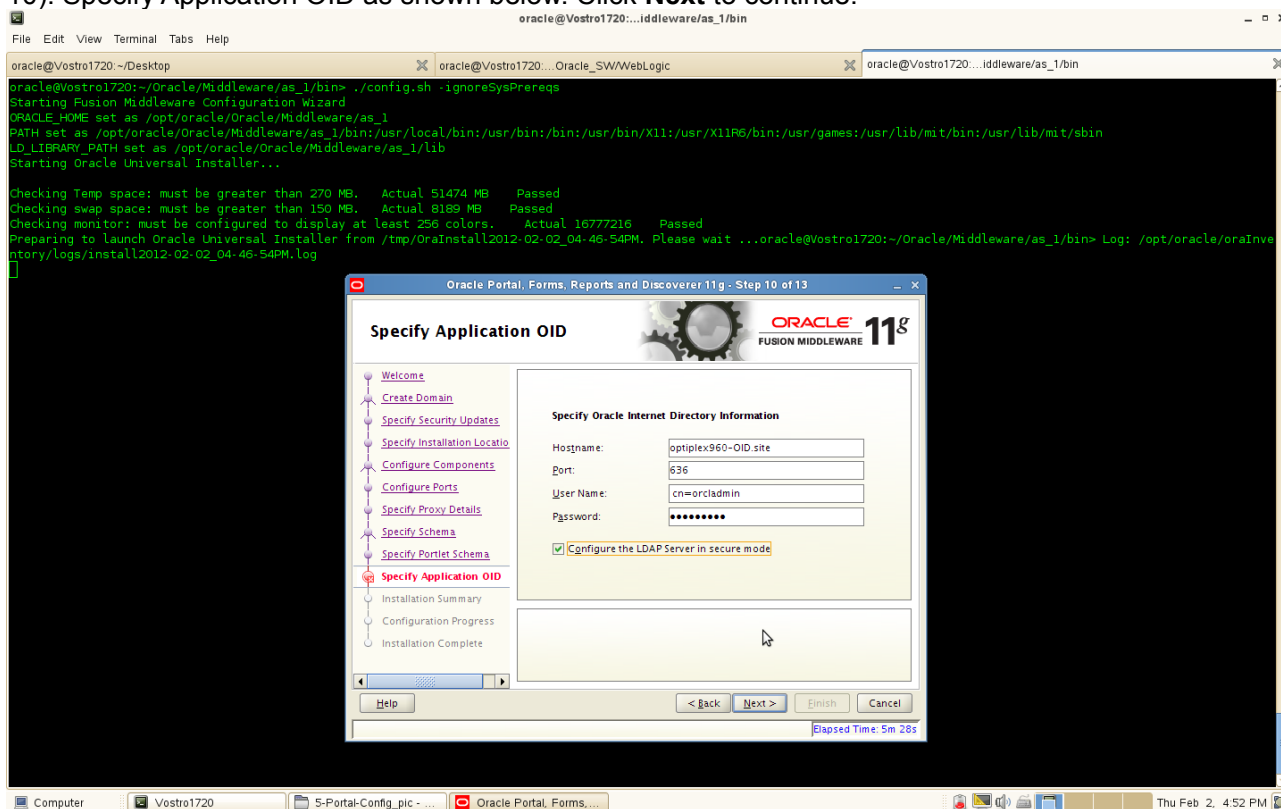 10). Specify Application OID as shown below. Click Next to continue.
oracle@Vostro1720:...iddleware/as_1/bin
File Edit View Terminal Tabs Help
oracle@Vostro1720:~/Desktop
oracle@Vostro1720:...Oracle_SW/WebLogic
oracle@Vostro1720:...iddleware/as_1/bin
oracle@Vostro1720:~/Oracle/Middleware/as_1/bin> ./config.sh -ignoreSysPrereqs
Starting Fusion Middleware Configuration Wizard
ORACLE_HOME set as /opt/oracle/Oracle/Middleware/as_1
PATH set as /opt/oracle/Oracle/Middleware/as_1/bin:/usr/local/bin:/usr/bin:/bin:/usr/bin/X11:/usr/X11R6/bin:/usr/games:/usr/lib/mit/bin:/usr/lib/mit/sbin
LD_LIBRARY_PATH set as /opt/oracle/Oracle/Middleware/as_1/lib
Starting Oracle Universal Installer...
Checking Temp space: must be greater than 270 MB. Actual 51474 MB Passed
Checking swap space: must be greater than 150 MB. Actual 8189 MB Passed
Checking monitor: must be configured to display at least 256 colors. Actual 16777216 Passed
Preparing to launch Oracle Universal Installer from /tmp/OraInstall2012-02-02_04-46-54PM. Please wait ...oracle@Vostro1720:~/Oracle/Middleware/as_1/bin> Log: /opt/oracle/oraInve
ntory/logs/install2012-02-02_04-46-54PM.log
Oracle Portal, Forms, Reports and Discoverer 11g - Step 10 of 13
Specify Application OID
ORACLE
FUSION MIDDLEWARE
11g
Welcome
Create Domain
Specify Security Updates
Specify Installation Locatio
Configure Components
Configure Ports
Specify Proxy Details
Specify Schema
Specify Portlet Schema
Specify Application OID
Installation Summary
Configuration Progress
Installation Complete
Specify Oracle Internet Directory Information
Hostname: optiplex960-OID.site
Port: 636
User Name: cn=orcladmin
Password: •••••••••
Configure the LDAP Server in secure mode
Help
< Back
Next >
Finish
Cancel
Elapsed Time: 5m 28s
Computer
Vostro1720
5-Portal-Config_pic - ...
Oracle Portal, Forms,...
Thu Feb 2, 4:52 PM